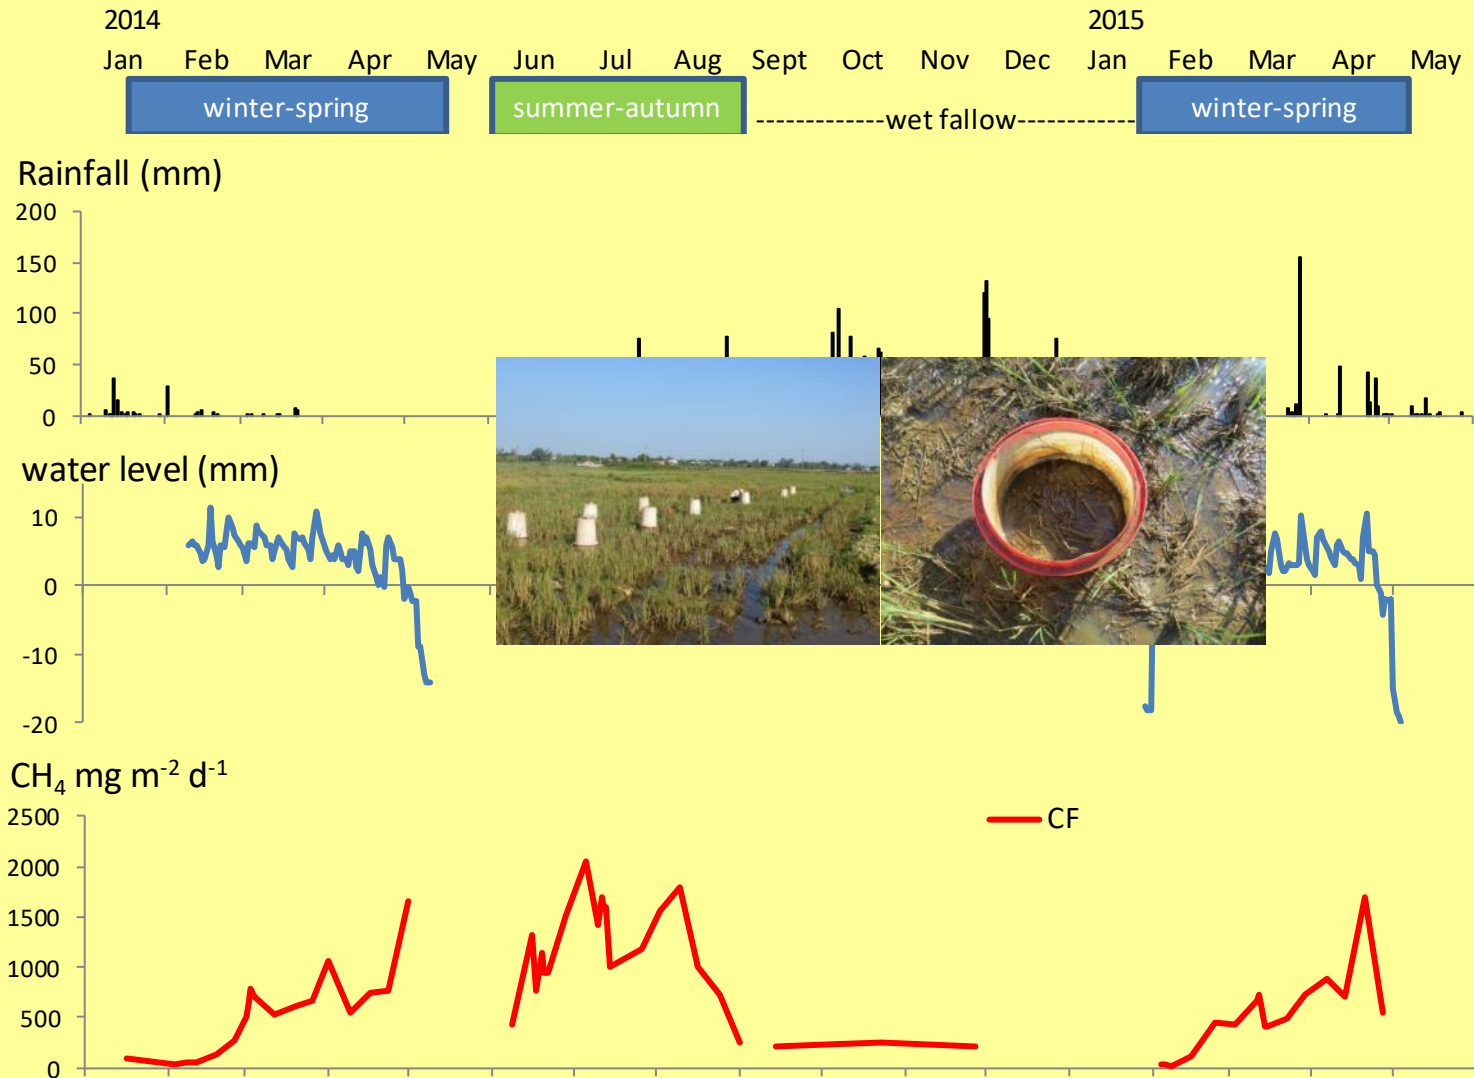 2014 2015
Jan Feb Mar Apr May Jun Jul Aug Sept Oct Nov Dec Jan Feb Mar Apr May
winter-spring summer-autumn ------------wet fallow----------- winter-spring
Rainfall (mm)
200
150
100
50
0
water level (mm)
10
0
-10
-20
CH₄ mg m⁻² d⁻¹
2500
CF
2000
1500
1000
500
0